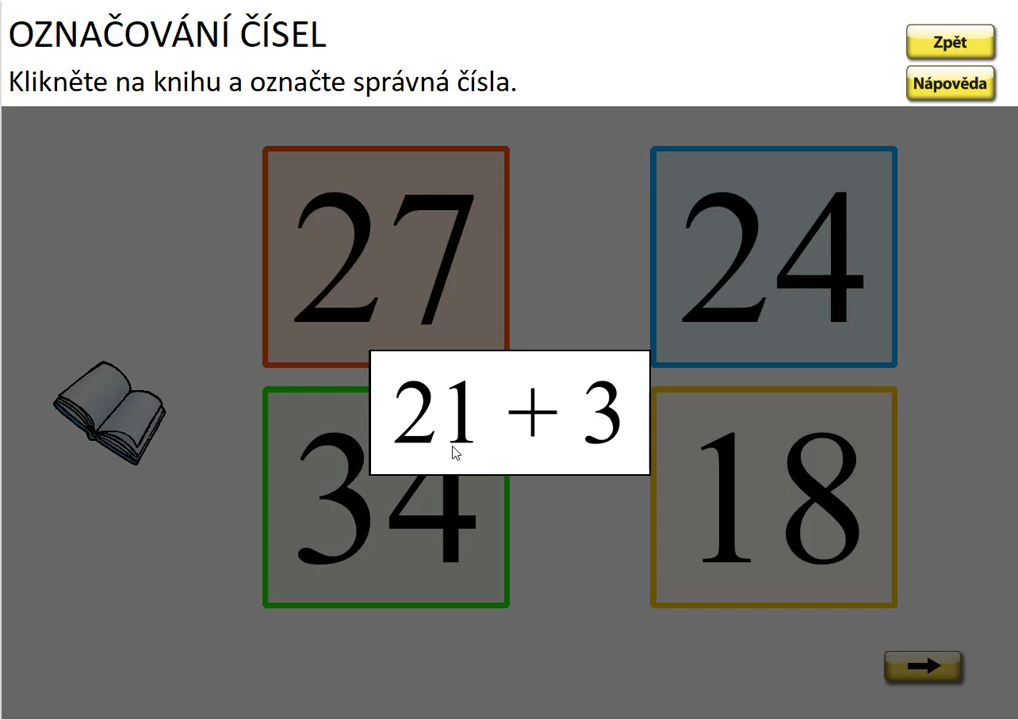 OZNAČOVÁNÍ ČÍSEL
Klikněte na knihu a označte správná čísla.
Zpět
Nápověda
27
24
21 + 3
34
18